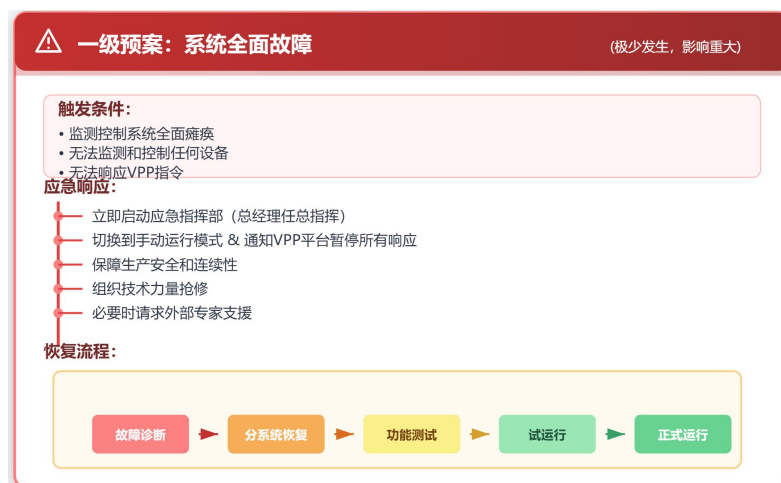 一级预案：系统全面故障
(极少发生，影响重大)
触发条件：
• 监测控制系统全面瘫痪
• 无法监测和控制任何设备
• 无法响应VPP指令
应急响应：
立即启动应急指挥部（总经理任总指挥）
切换到手动运行模式 & 通知VPP平台暂停所有响应
保障生产安全和连续性
组织技术力量抢修
必要时请求外部专家支援
恢复流程：
故障诊断
分系统恢复
功能测试
试运行
正式运行